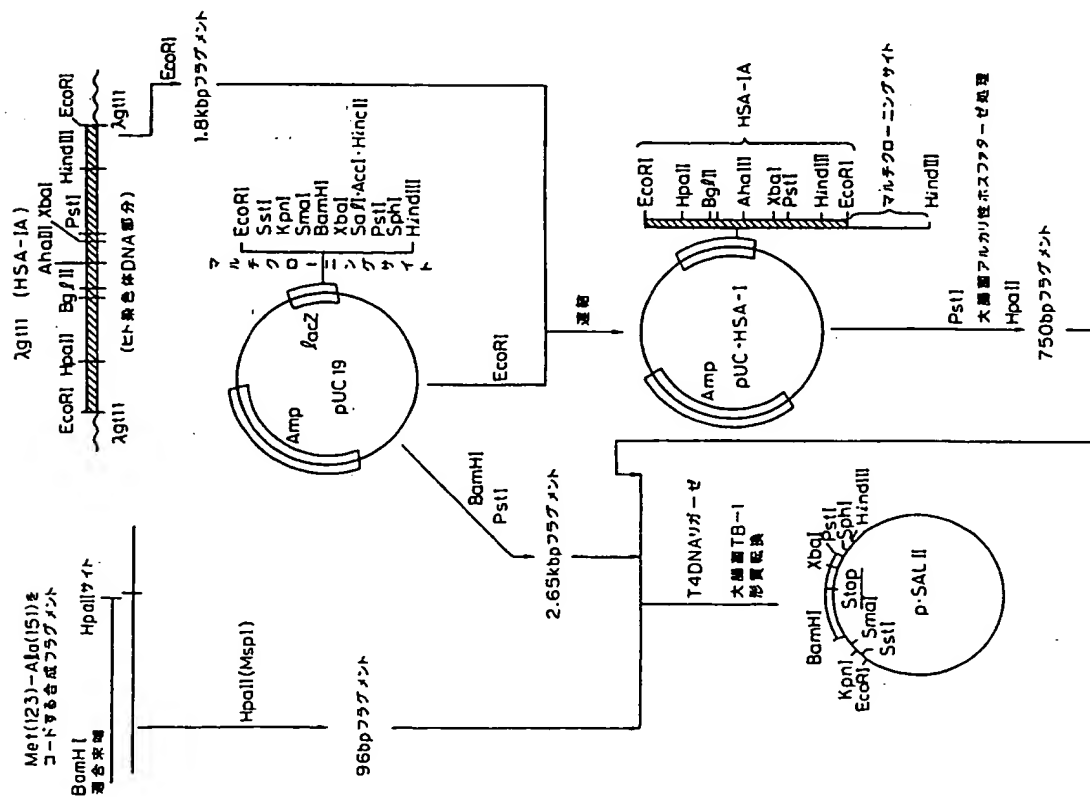 λgt11 (HSA-IA)
AhaIII XbaI
EcoRI HpaII BglII PstI HindIII EcoRI
λgt11
(ヒト染色体DNA部分)
λgt11
EcoRI
1.8kbpフラグメント
Met(123)-Ala(151)を
コードする合成フラグメント
BamHI
適合末端
HpaIIサイト
HpaII(MspI)
96bpフラグメント
Amp
pUC19
lacZ
マルチクローニングサイト
EcoRI
SstI
KpnI
SmaI
BamHI
XbaI
SalI・AccI・HincII
PstI
SphI
HindIII
BamHI
PstI
2.65kbpフラグメント
EcoRI
連結
Amp
pUC・HSA-I
EcoRI
HpaII
BglII
AhaIII
XbaI
PstI
HindIII
EcoRI
HSA-IA
マルチクローニングサイト
HindIII
PstI
大腸菌アルカリ性ホスファターゼ処理
HpaII
750bpフラグメント
T4DNAリガーゼ
大腸菌TB-1
形質転換
BamHI
XbaI
PstI
SphI
HindIII
Stop
KpnI
EcoRI
SmaI
SstI
p・SAL II